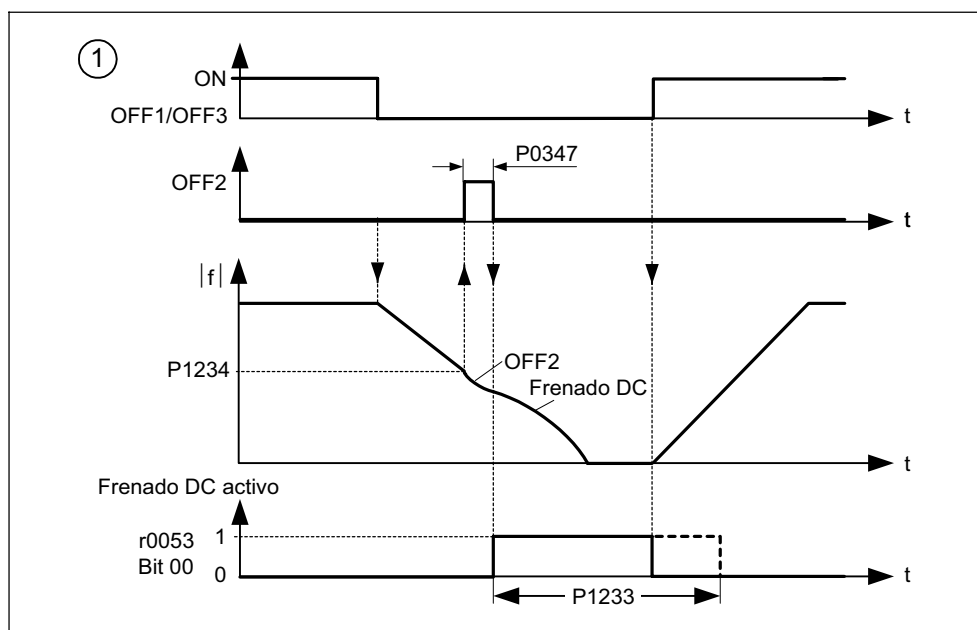 1
ON
OFF1/OFF3
t
P0347
OFF2
t
|f|
P1234
OFF2
Frenado DC
t
Frenado DC activo
r0053
Bit 00
1
0
t
P1233